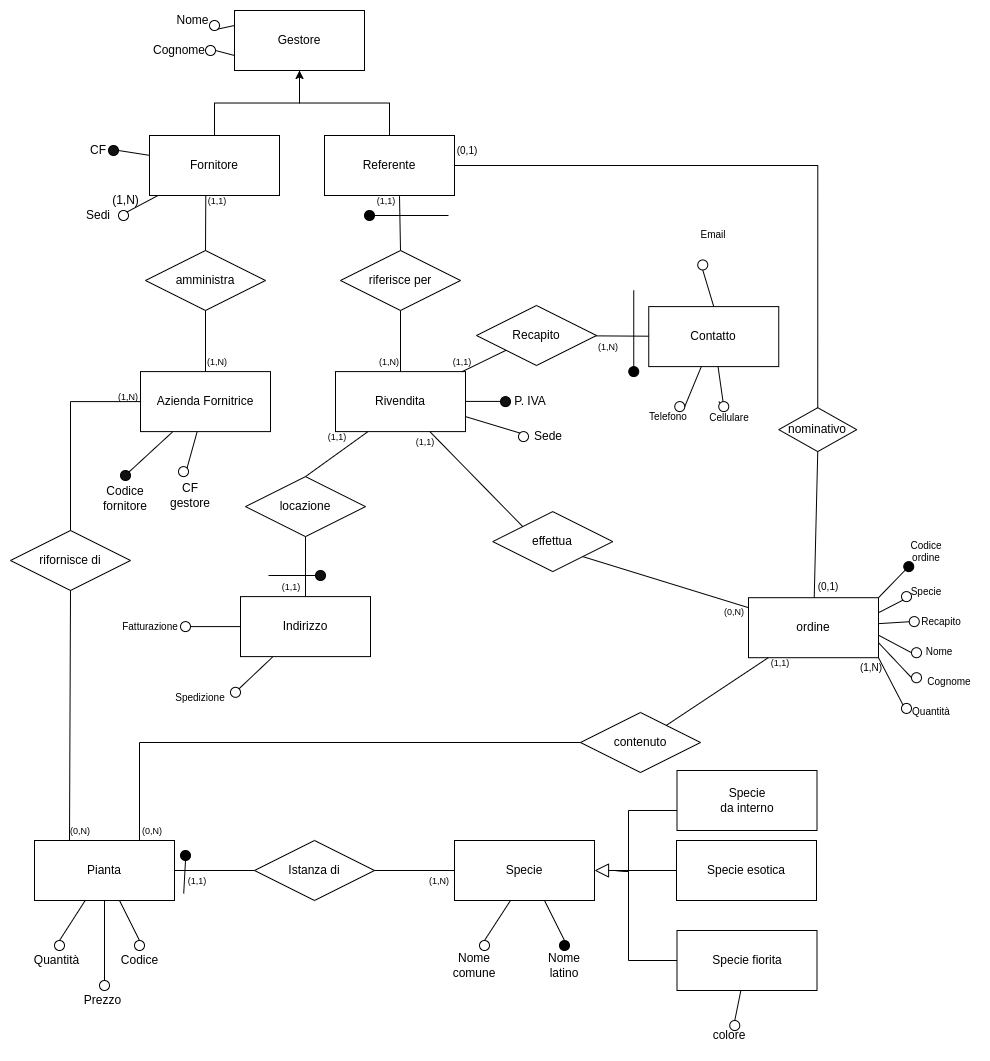 Nome
Cognome
Gestore
CF
Fornitore
Referente
(0,1)
(1,N)
Sedi
(1,1)
(1,1)
Email
amministra
riferisce per
Recapito
Contatto
(1,N)
(1,N)
(1,N)
(1,1)
(1,N)
Azienda Fornitrice
Rivendita
P. IVA
Sede
Telefono
Cellulare
nominativo
(1,1)
(1,1)
Codice
fornitore
CF
gestore
locazione
effettua
rifornisce di
Codice
ordine
(1,1)
(0,1)
Specie
(0,N)
Fatturazione
Indirizzo
ordine
Recapito
Nome
(1,1)
(1,N)
Cognome
Spedizione
Quantità
contenuto
Specie
da interno
(0,N)
(0,N)
Pianta
(1,1)
Istanza di
(1,N)
Specie
Specie esotica
Quantità
Codice
Prezzo
Nome
comune
Nome
latino
Specie fiorita
colore